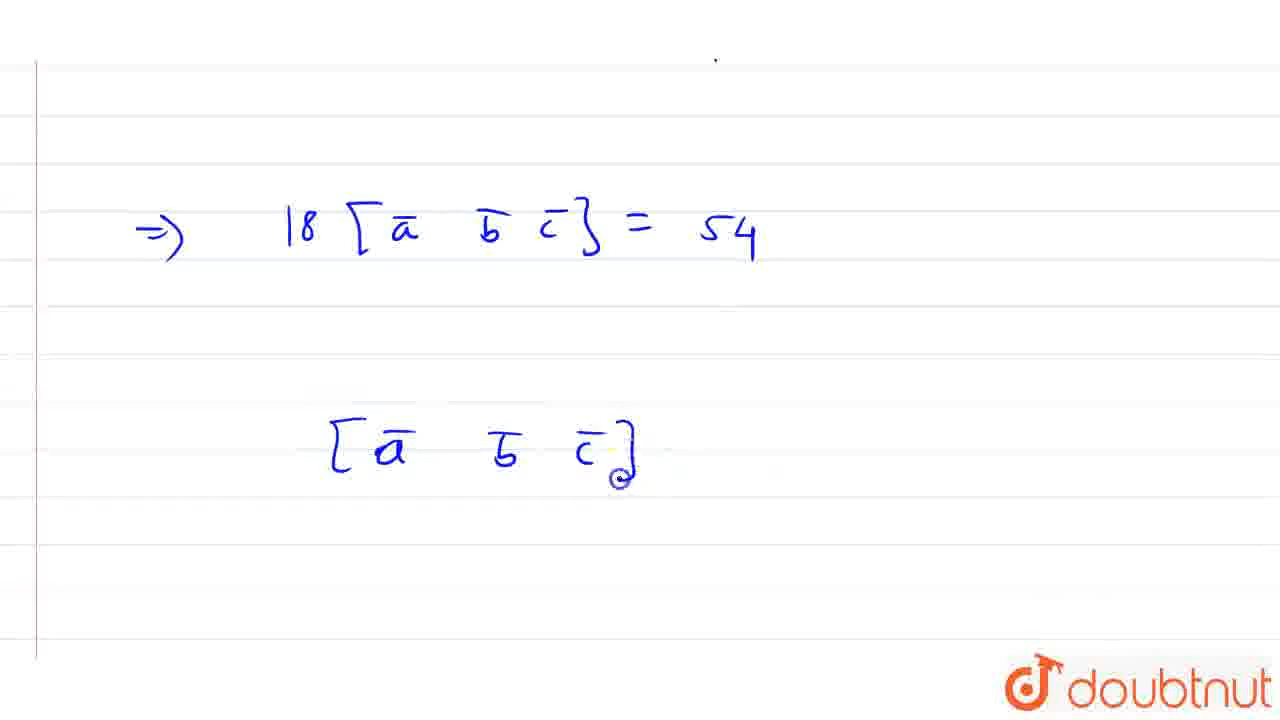 ⇒ 18 [ā b̄ c̄] = 54
[ā b̄ c̄]
doubtnut